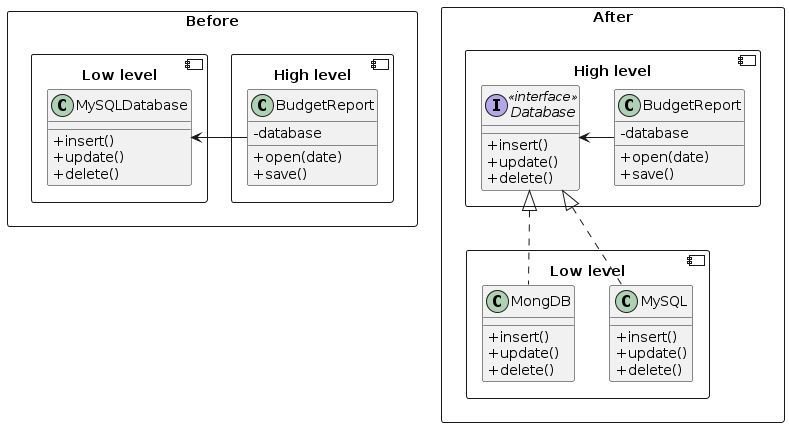 Before
Low level
C MySQLDatabase
+insert()
+update()
+delete()
High level
C BudgetReport
-database
+open(date)
+save()
After
High level
I «interface»
Database
+insert()
+update()
+delete()
C BudgetReport
-database
+open(date)
+save()
Low level
C MongDB
+insert()
+update()
+delete()
C MySQL
+insert()
+update()
+delete()